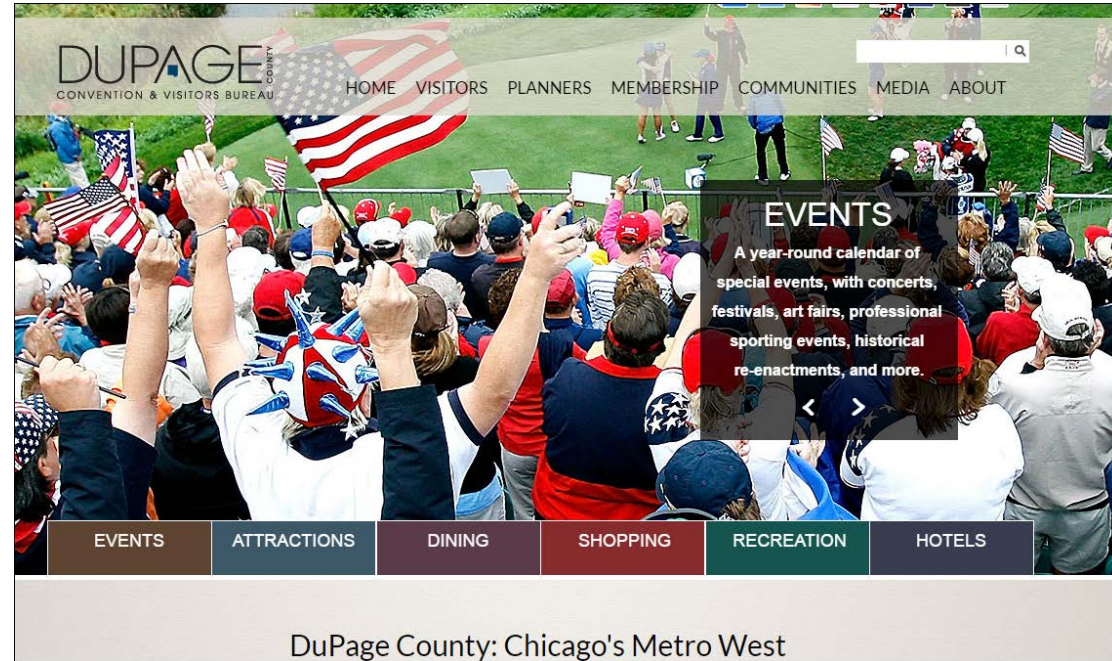 DUPAGE COUNTY
CONVENTION & VISITORS BUREAU
HOME VISITORS PLANNERS MEMBERSHIP COMMUNITIES MEDIA ABOUT
EVENTS
A year-round calendar of
special events, with concerts,
festivals, art fairs, professional
sporting events, historical
re-enactments, and more.
EVENTS ATTRACTIONS DINING SHOPPING RECREATION HOTELS
DuPage County: Chicago's Metro West